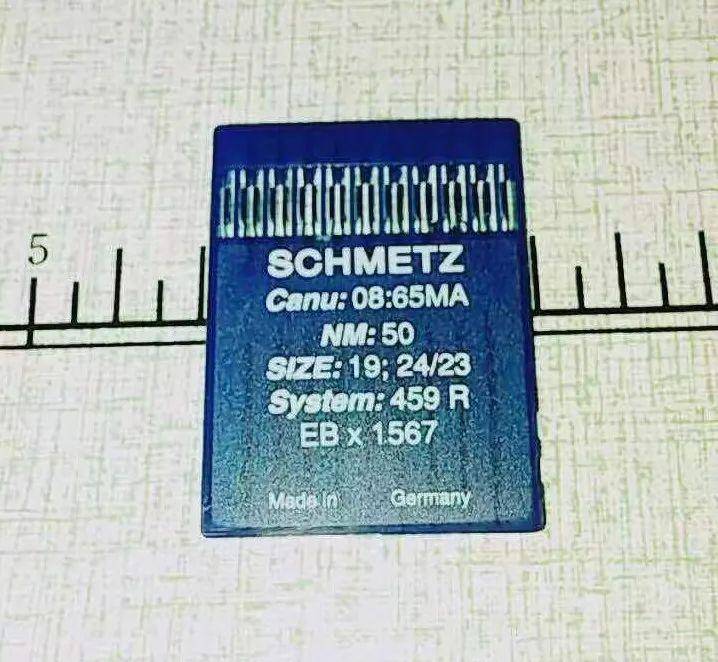 5
SCHMETZ
Canu: 08:65MA
NM: 50
SIZE: 19; 24/23
System: 459 R
EB x 1567
Made in Germany